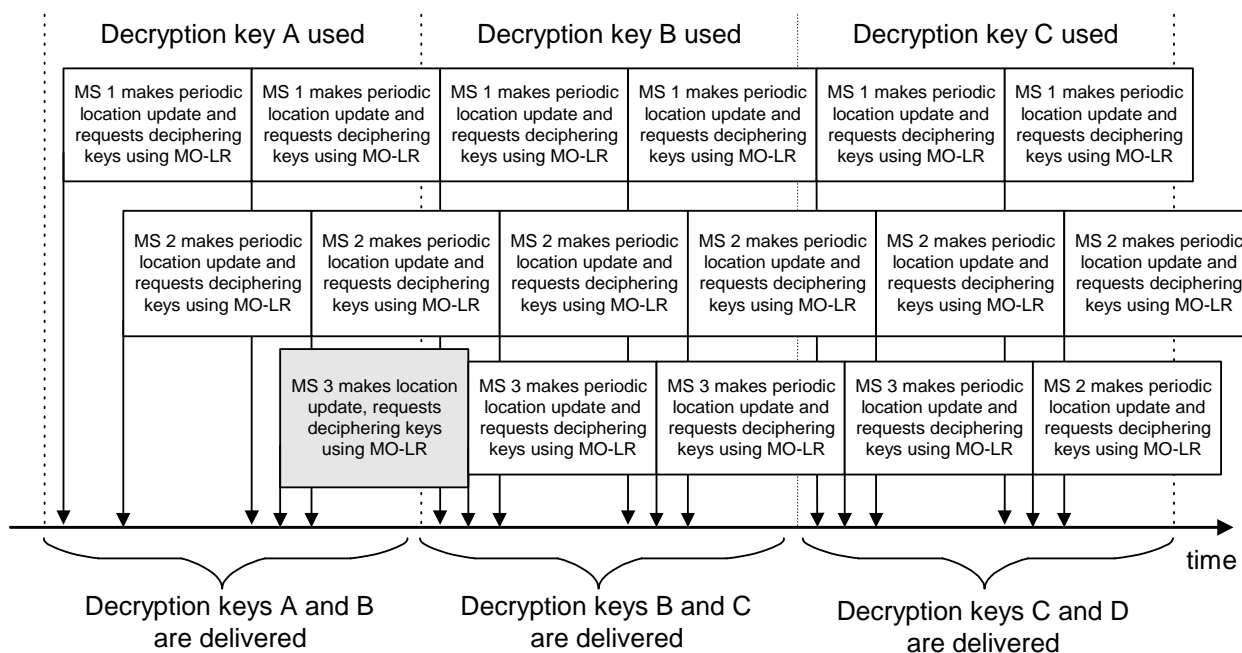 Decryption key A used
Decryption key B used
Decryption key C used
MS 1 makes periodic
location update and
requests deciphering
keys using MO-LR
MS 1 makes periodic
location update and
requests deciphering
keys using MO-LR
MS 1 makes periodic
location update and
requests deciphering
keys using MO-LR
MS 1 makes periodic
location update and
requests deciphering
keys using MO-LR
MS 1 makes periodic
location update and
requests deciphering
keys using MO-LR
MS 1 makes periodic
location update and
requests deciphering
keys using MO-LR
MS 2 makes periodic
location update and
requests deciphering
keys using MO-LR
MS 2 makes periodic
location update and
requests deciphering
keys using MO-LR
MS 2 makes periodic
location update and
requests deciphering
keys using MO-LR
MS 2 makes periodic
location update and
requests deciphering
keys using MO-LR
MS 2 makes periodic
location update and
requests deciphering
keys using MO-LR
MS 2 makes periodic
location update and
requests deciphering
keys using MO-LR
MS 3 makes location
update, requests
deciphering keys
using MO-LR
MS 3 makes periodic
location update and
requests deciphering
keys using MO-LR
MS 3 makes periodic
location update and
requests deciphering
keys using MO-LR
MS 3 makes periodic
location update and
requests deciphering
keys using MO-LR
MS 2 makes periodic
location update and
requests deciphering
keys using MO-LR
time
Decryption keys A and B
are delivered
Decryption keys B and C
are delivered
Decryption keys C and D
are delivered